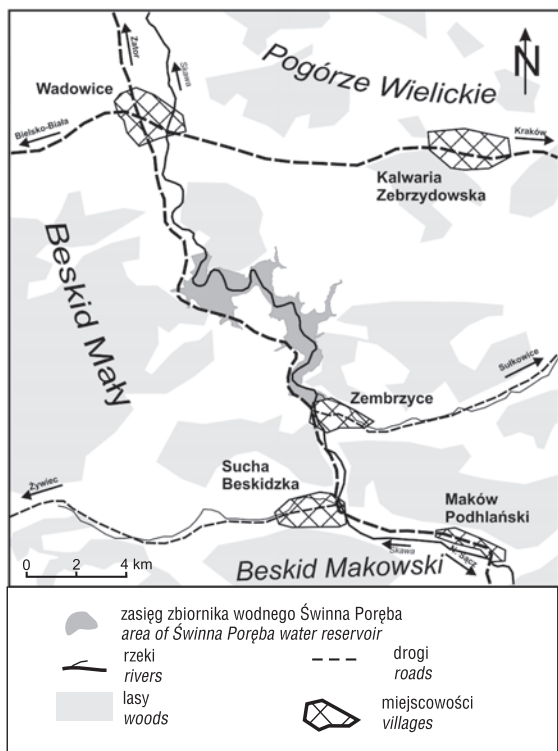 Zator
Skawa
Pogórze Wielickie
N
Wadowice
Bielsko-Biała
Kraków
Kalwaria
Zebrzydowska
Beskid Mały
Sułkowice
Zembrzyce
Sucha
Beskidzka
Żywiec
Maków
Podhlański
Skawa
N. Sącz
Beskid Makowski
0 2 4 km
zasięg zbiornika wodnego Świnna Poręba
area of Świnna Poręba water reservoir
rzeki
rivers
drogi
roads
lasy
woods
miejscowości
villages